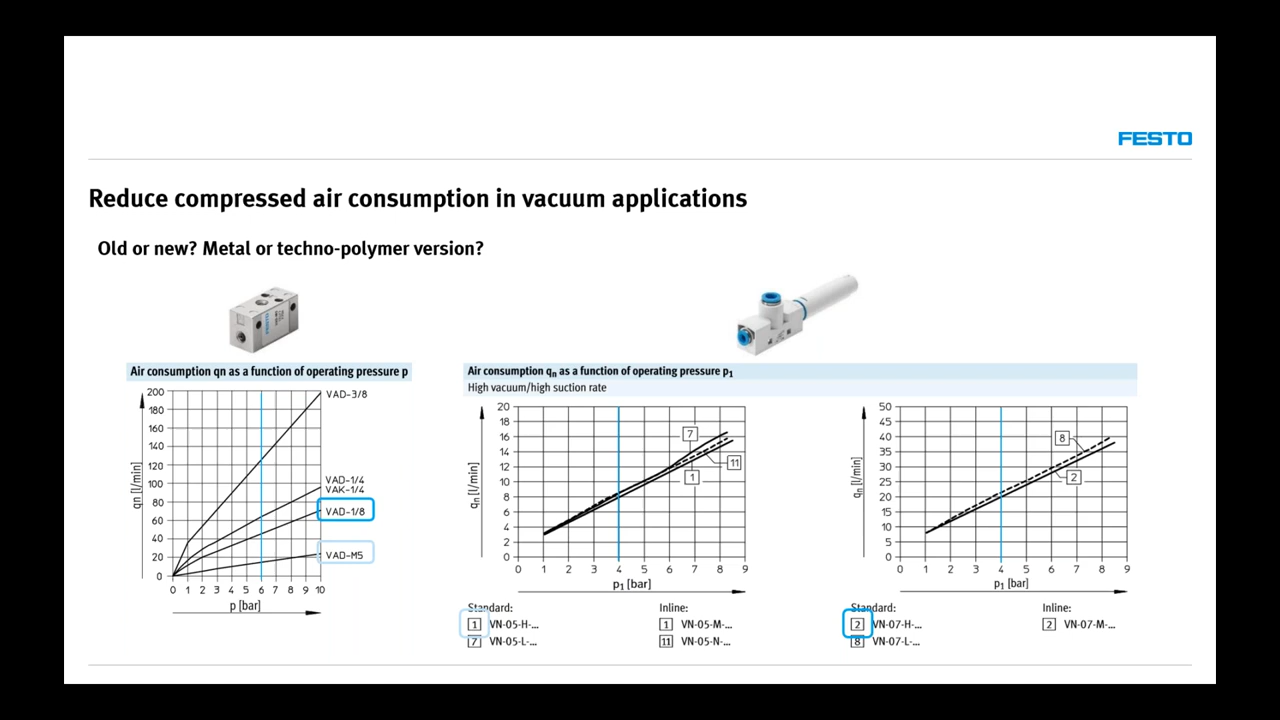 FESTO
Reduce compressed air consumption in vacuum applications
Old or new? Metal or techno-polymer version?
Air consumption qn as a function of operating pressure p
200
180
160
140
120
100
80
60
40
20
0
qn [l/min]
0 1 2 3 4 5 6 7 8 9 10
p [bar]
VAD-3/8
VAD-1/4
VAK-1/4
VAD-1/8
VAD-M5
Air consumption qn as a function of operating pressure p1
High vacuum/high suction rate
20
18
16
14
12
10
8
6
4
2
0
qn [l/min]
7
11
1
0 1 2 3 4 5 6 7 8 9
p1 [bar]
Standard: Inline:
1 VN-05-H-... 1 VN-05-M-...
7 VN-05-L-... 11 VN-05-N-...
50
45
40
35
30
25
20
15
10
5
0
qn [l/min]
8
2
0 1 2 3 4 5 6 7 8 9
p1 [bar]
Standard: Inline:
2 VN-07-H-... 2 VN-07-M-...
8 VN-07-L-...